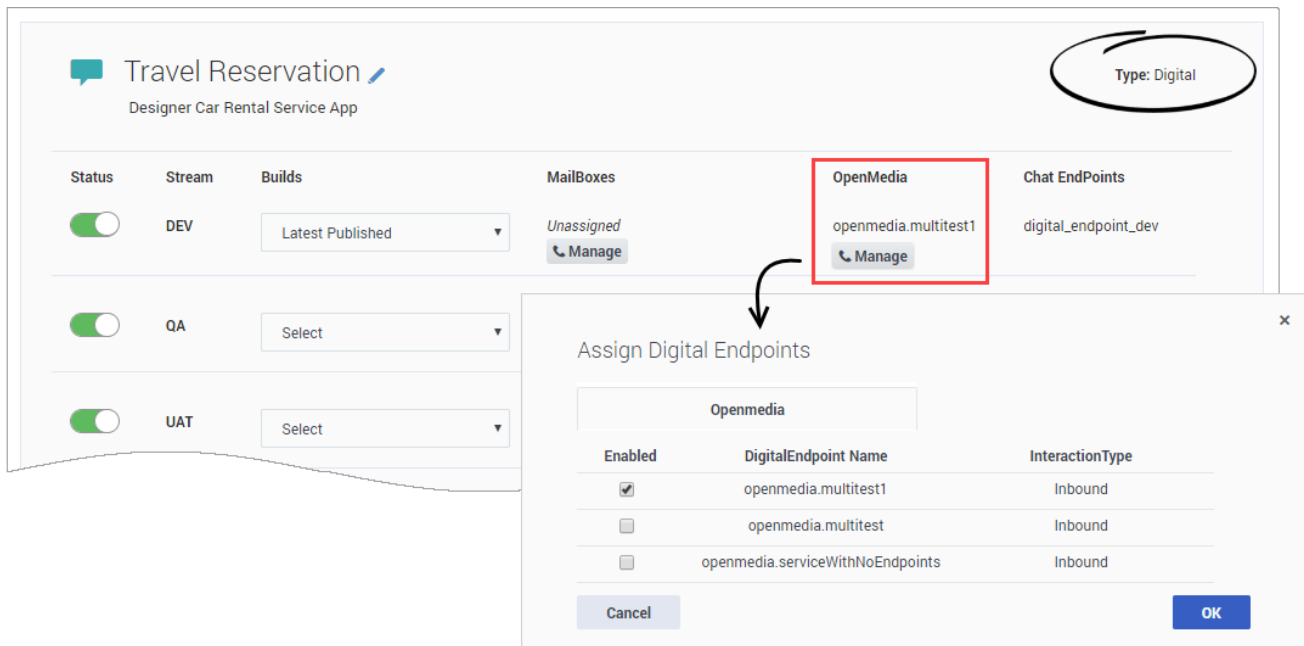 Travel Reservation
Type: Digital
Designer Car Rental Service App
Status Stream Builds MailBoxes OpenMedia Chat EndPoints
DEV Latest Published Unassigned openmedia.multitest1 digital_endpoint_dev
Manage Manage
QA Select
Assign Digital Endpoints
Openmedia
UAT Select
Enabled DigitalEndpoint Name InteractionType
openmedia.multitest1 Inbound
openmedia.multitest Inbound
openmedia.serviceWithNoEndpoints Inbound
Cancel OK